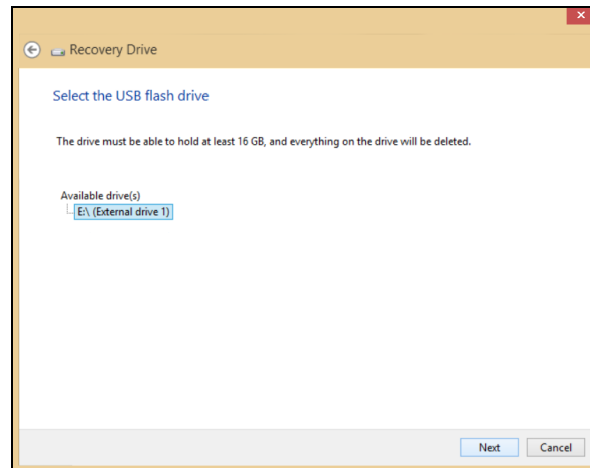 Recovery Drive
Select the USB flash drive
The drive must be able to hold at least 16 GB, and everything on the drive will be deleted.
Available drive(s)
E:\ (External drive 1)
Next Cancel